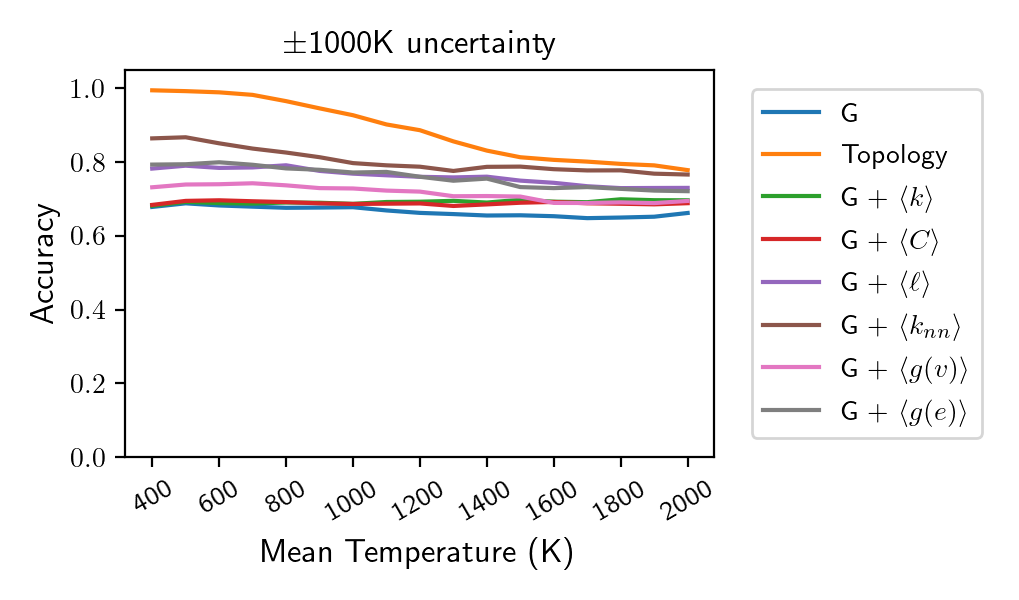 ±1000K uncertainty
1.0
0.8
0.6
0.4
0.2
0.0
Accuracy
400 600 800 1000 1200 1400 1600 1800 2000
Mean Temperature (K)
G
Topology
G + ⟨k⟩
G + ⟨C⟩
G + ⟨ℓ⟩
G + ⟨kₙₙ⟩
G + ⟨g(v)⟩
G + ⟨g(e)⟩